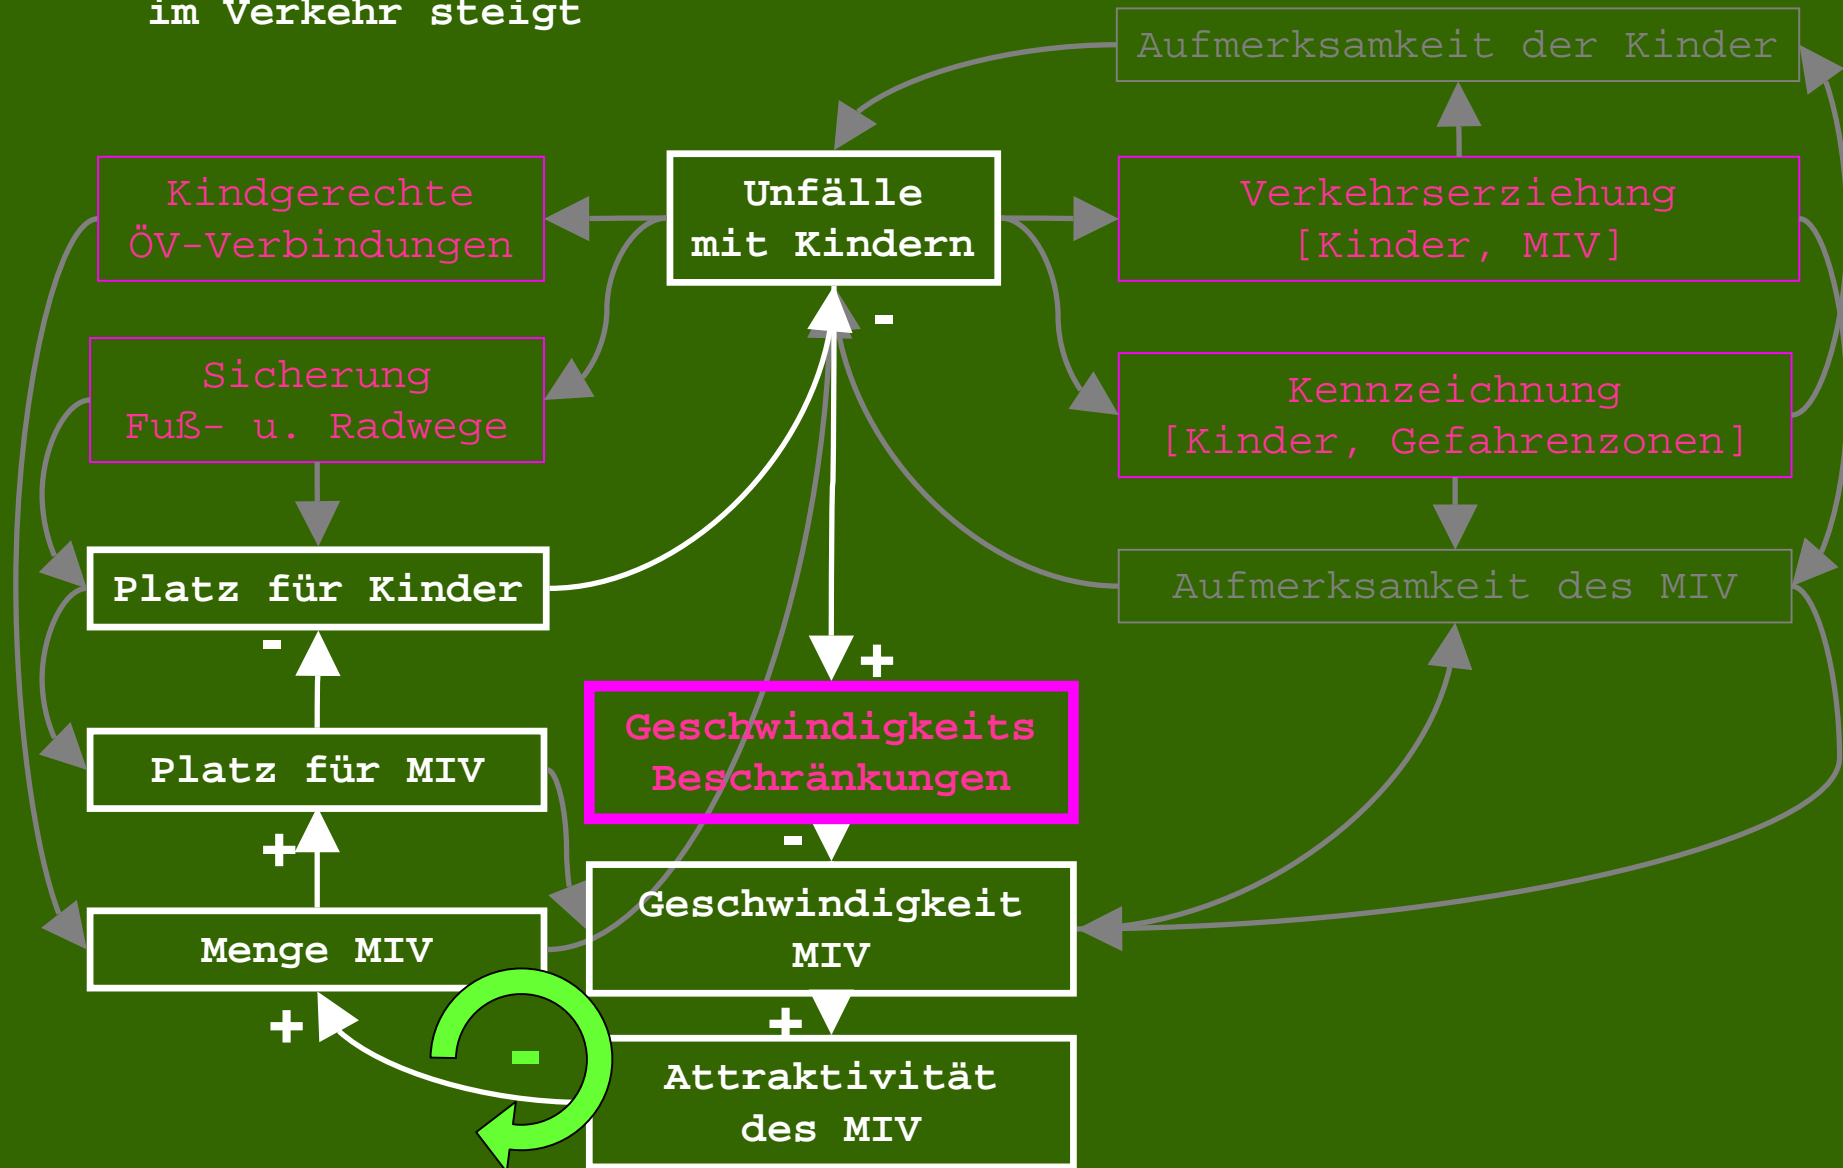 im Verkehr steigt
Aufmerksamkeit der Kinder
Kindgerechte
ÖV-Verbindungen
Unfälle
mit Kindern
Verkehrserziehung
[Kinder, MIV]
-
Sicherung
Fuß- u. Radwege
Kennzeichnung
[Kinder, Gefahrenzonen]
Platz für Kinder
Aufmerksamkeit des MIV
-
+
Geschwindigkeits
Beschränkungen
Platz für MIV
+
-
Geschwindigkeit
MIV
Menge MIV
+
+
-
Attraktivität
des MIV